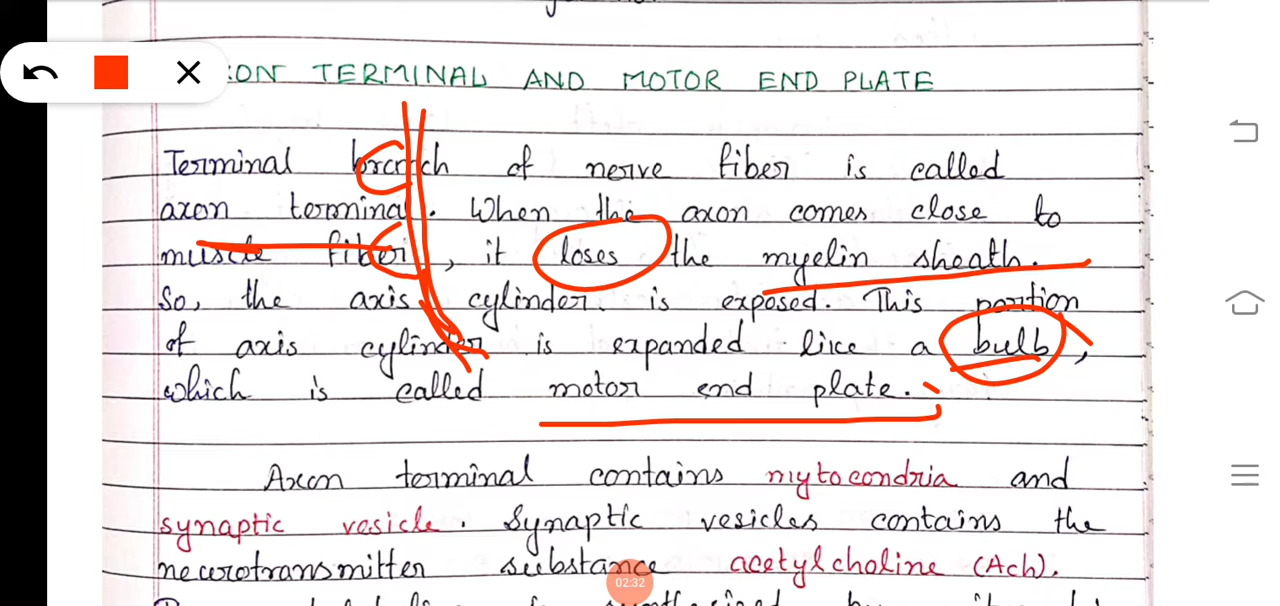 XON TERMINAL AND MOTOR END PLATE
Terminal branch of nerve fiber is called
axon terminal. When the axon comes close to
muscle fiber, it loses the myelin sheath.
So, the axis cylinder is exposed. This portion
of axis cylinder is expanded like a bulb,
which is called motor end plate.
Axon terminal contains mytocondria and
synaptic vesicle. Synaptic vesicles contains the
neurotransmitter substance acetylcholine (Ach).
02:32